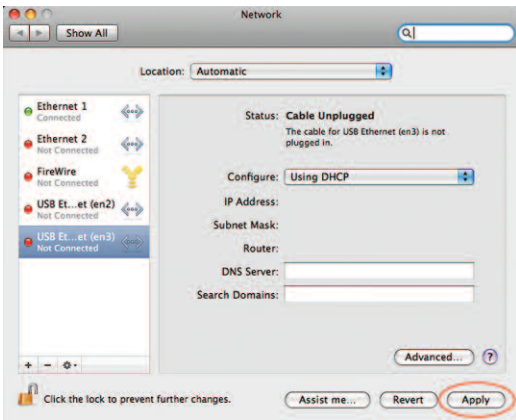 Network
Show All
Location: Automatic
Ethernet 1
Connected
Ethernet 2
Not Connected
FireWire
Not Connected
USB Et...et (en2)
Not Connected
USB Et...et (en3)
Not Connected
Status: Cable Unplugged
The cable for USB Ethernet (en3) is not
plugged in.
Configure: Using DHCP
IP Address:
Subnet Mask:
Router:
DNS Server:
Search Domains:
Advanced... ?
Click the lock to prevent further changes.
Assist me... Revert Apply